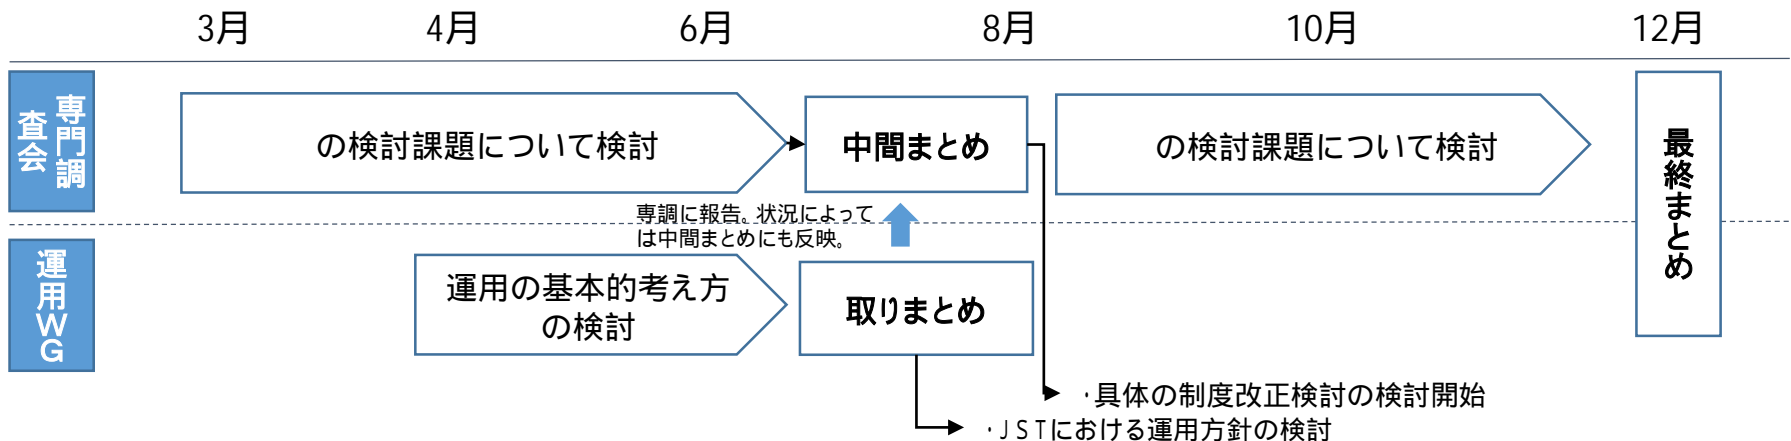 3月 4月 6月 8月 10月 12月
専門調
査会
の検討課題について検討
中間まとめ
の検討課題について検討
最終まとめ
専調に報告。状況によって
は中間まとめにも反映。
運用WG
運用の基本的考え方
の検討
取りまとめ
・具体の制度改正検討の検討開始
・JSTにおける運用方針の検討